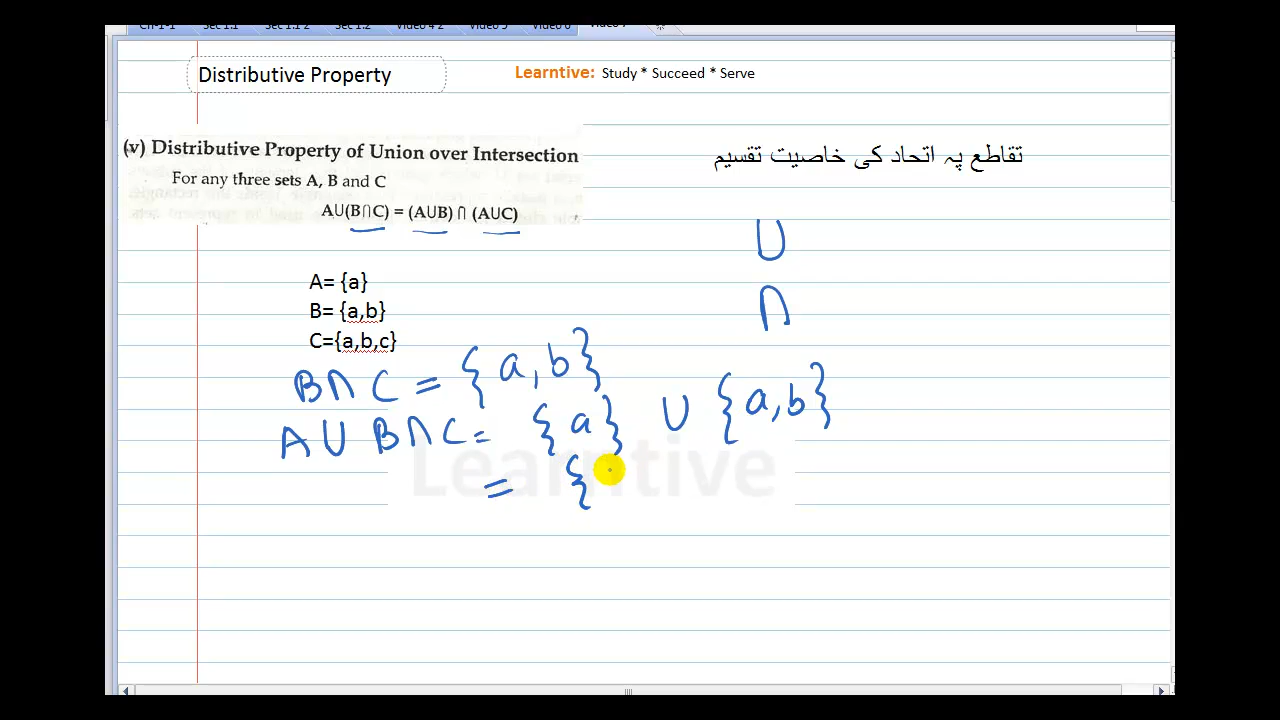 Distributive Property
Learntive: Study * Succeed * Serve
(v) Distributive Property of Union over Intersection
For any three sets A, B and C
A∪(B∩C) = (A∪B) ∩ (A∪C)
تقاطع پہ اتحاد کی خاصیت تقسیم
∪
∩
A= {a}
B= {a,b}
C={a,b,c}
B∩C = {a,b}
A∪B∩C = {a} ∪ {a,b}
= {
Learntive